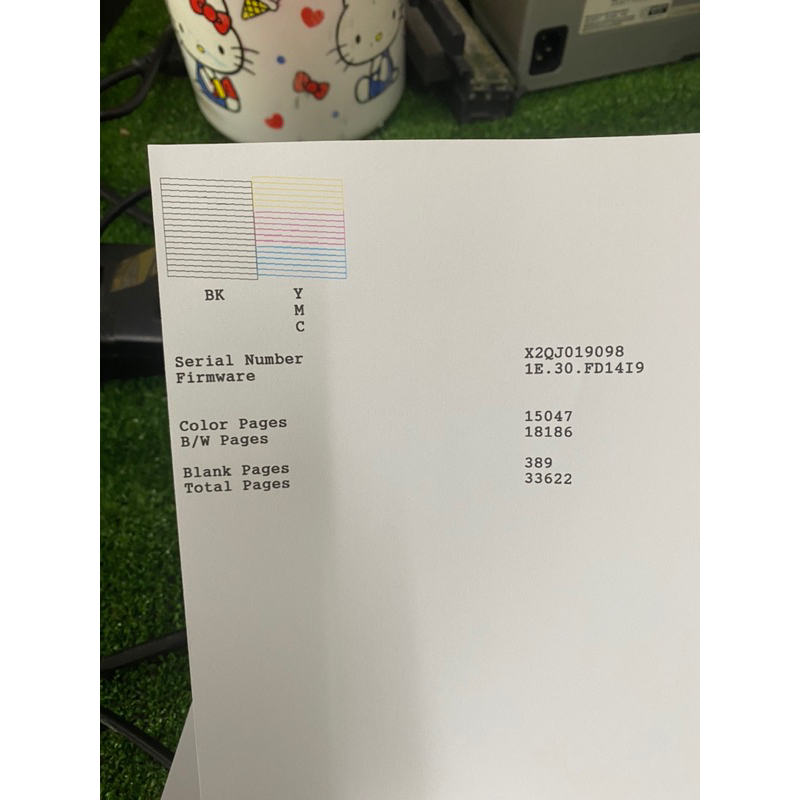 BK
Y
M
C
Serial Number X2QJ019098
Firmware 1E.30.FD14I9
Color Pages 15047
B/W Pages 18186
Blank Pages 389
Total Pages 33622